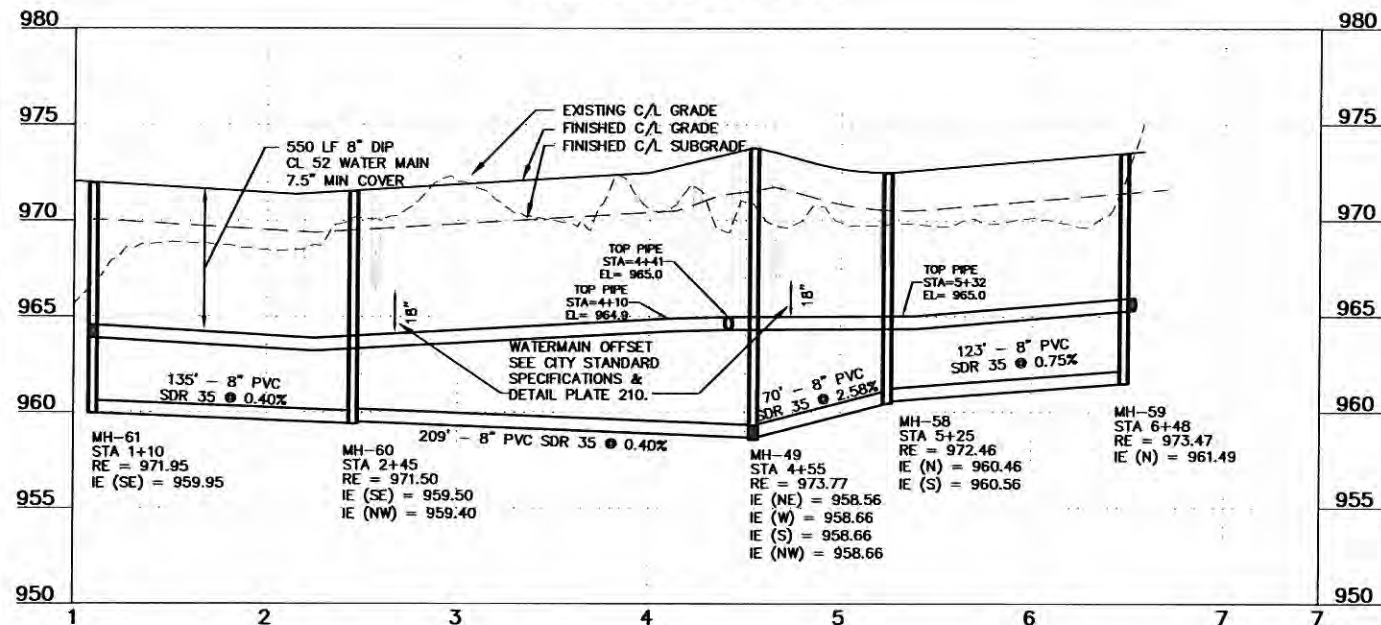 980
980
975
975
970
970
965
965
960
960
955
955
950
950
EXISTING C/L GRADE
FINISHED C/L GRADE
FINISHED C/L SUBGRADE
550 LF 8" DIP
CL 52 WATER MAIN
7.5" MIN COVER
TOP PIPE
STA=4+41
EL= 965.0
TOP PIPE
STA=4+10
EL= 964.9
18"
18"
TOP PIPE
STA=5+32
EL= 965.0
WATERMAIN OFFSET
SEE CITY STANDARD
SPECIFICATIONS &
DETAIL PLATE 210.
135' - 8" PVC
SDR 35 @ 0.40%
209' - 8" PVC SDR 35 @ 0.40%
70' - 8" PVC
SDR 35 @ 2.58%
123' - 8" PVC
SDR 35 @ 0.75%
MH-61
STA 1+10
RE = 971.95
IE (SE) = 959.95
MH-60
STA 2+45
RE = 971.50
IE (SE) = 959.50
IE (NW) = 959.40
MH-49
STA 4+55
RE = 973.77
IE (NE) = 958.56
IE (W) = 958.66
IE (S) = 958.66
IE (NW) = 958.66
MH-58
STA 5+25
RE = 972.46
IE (N) = 960.46
IE (S) = 960.56
MH-59
STA 6+48
RE = 973.47
IE (N) = 961.49
1
2
3
4
5
6
7
7